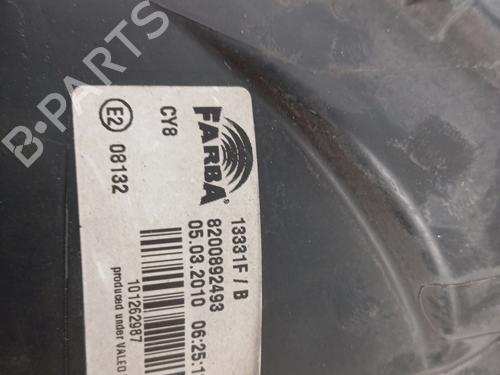 B-PARTS
FARBA®
CY8
E2
08132
13331F / B
8200892493
05.03.2010 06:25:1
101262987
produced under VALEO